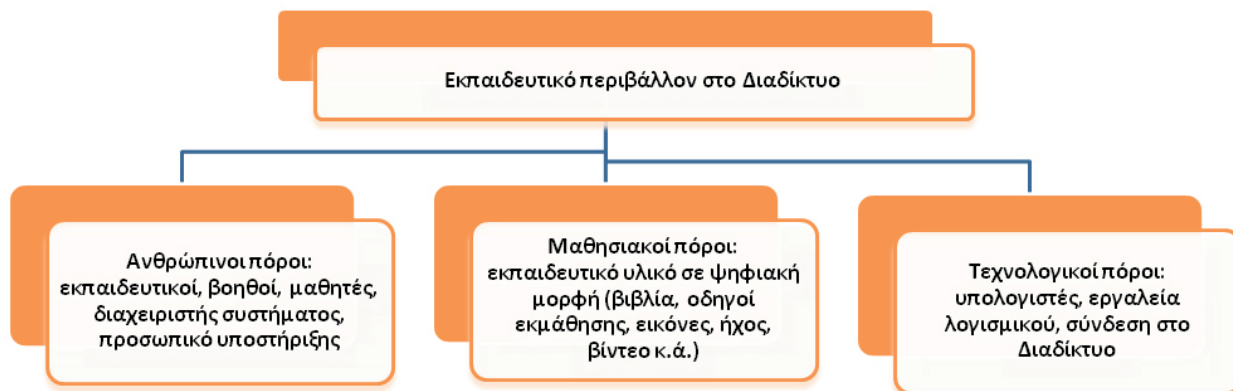 Εκπαιδευτικό περιβάλλον στο Διαδίκτυο
Ανθρώπινοι πόροι:
εκπαιδευτικοί, βοηθοί, μαθητές,
διαχειριστής συστήματος,
προσωπικό υποστήριξης
Μαθησιακοί πόροι:
εκπαιδευτικό υλικό σε ψηφιακή
μορφή (βιβλία, οδηγοί
εκμάθησης, εικόνες, ήχος,
βίντεο κ.ά.)
Τεχνολογικοί πόροι:
υπολογιστές, εργαλεία
λογισμικού, σύνδεση στο
Διαδίκτυο